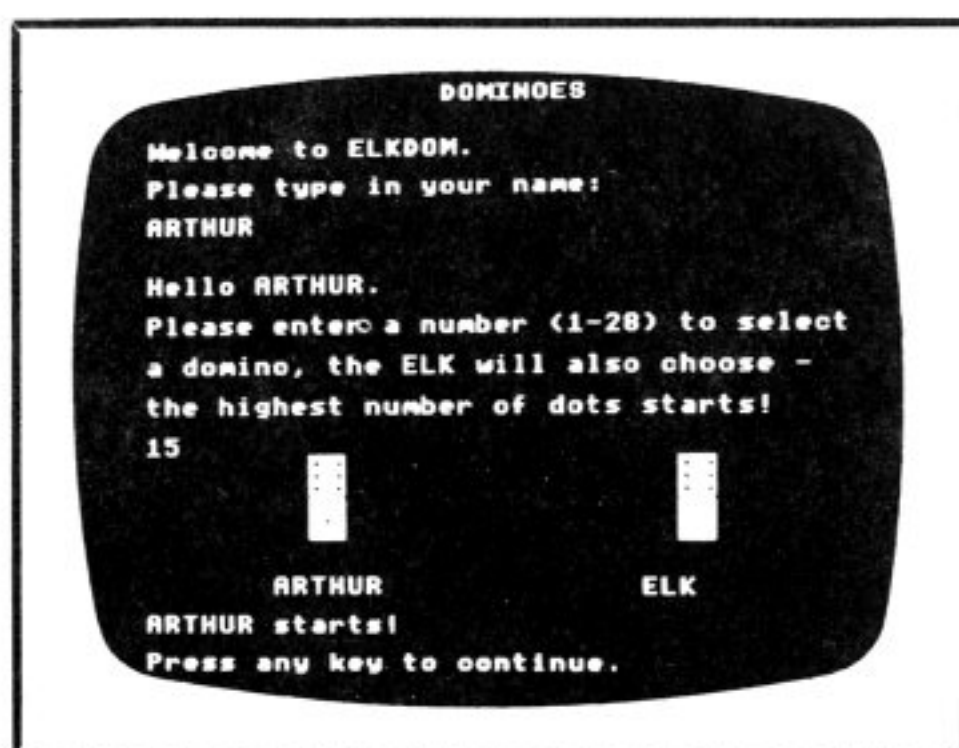 DOMINOES
Welcome to ELKDOM.
Please type in your name:
ARTHUR
Hello ARTHUR.
Please enter a number (1-28) to select
a domino, the ELK will also choose -
the highest number of dots starts!
15
ARTHUR ELK
ARTHUR starts!
Press any key to continue.